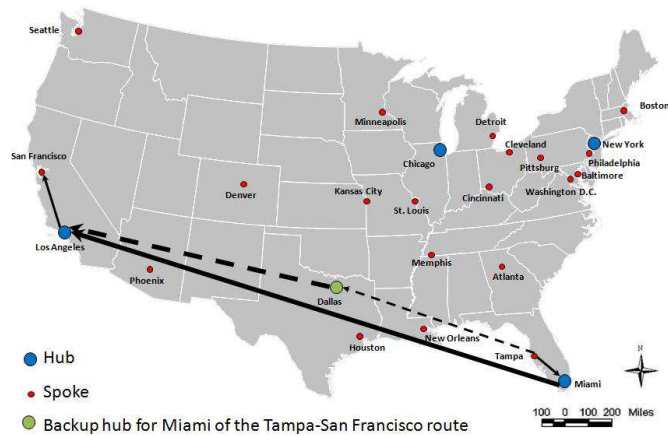 Seattle
Boston
Minneapolis
Detroit
Cleveland
New York
San Francisco
Chicago
Pittsburg
Philadelphia
Baltimore
Denver
Kansas City
St. Louis
Cincinnati
Washington D.C.
Los Angeles
Memphis
Atlanta
Phoenix
Dallas
Houston
New Orleans
Tampa
Miami
N
Hub
Spoke
Backup hub for Miami of the Tampa-San Francisco route
100 0 100 200 Miles